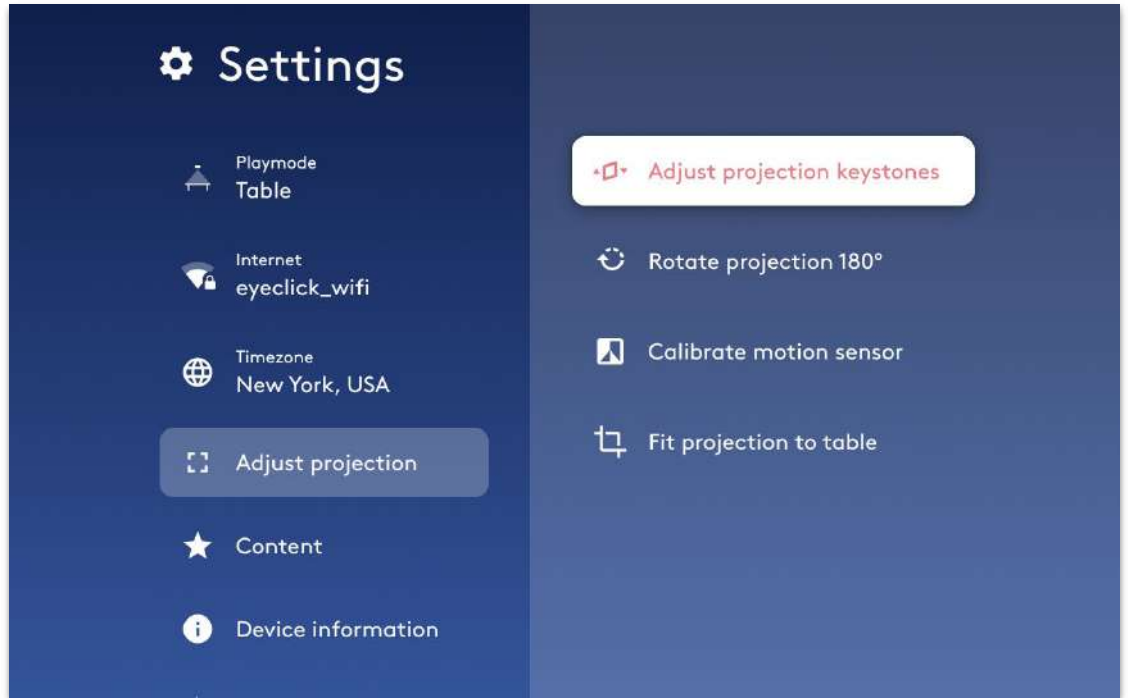 Settings
Playmode
Table
Internet
eyeclick_wifi
Timezone
New York, USA
Adjust projection
Content
Device information
Adjust projection keystones
Rotate projection 180°
Calibrate motion sensor
Fit projection to table